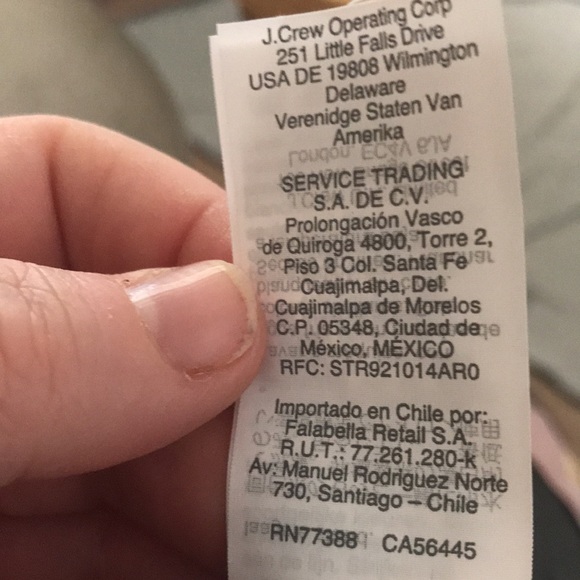 J.Crew Operating Corp
251 Little Falls Drive
USA DE 19808 Wilmington
Delaware
Verenidge Staten Van
Amerika
SERVICE TRADING
S.A. DE C.V.
Prolongación Vasco
de Quiroga 4800, Torre 2,
Piso 3 Col. Santa Fe
Cuajimalpa, Del.
Cuajimalpa de Morelos
C.P. 05348, Ciudad de
México, MÉXICO
RFC: STR921014AR0
Importado en Chile por:
Falabella Retail S.A.
R.U.T.: 77.261.280-k
Av: Manuel Rodriguez Norte
730, Santiago – Chile
RN77388 CA56445